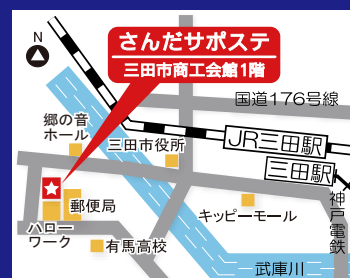 さんだサポステ
三田市商工会館1階
N
国道176号線
郷の音
ホール
三田市役所
JR三田駅
三田駅
神戸電鉄
郵便局
キッピーモール
ハロー
ワーク
有馬高校
武庫川